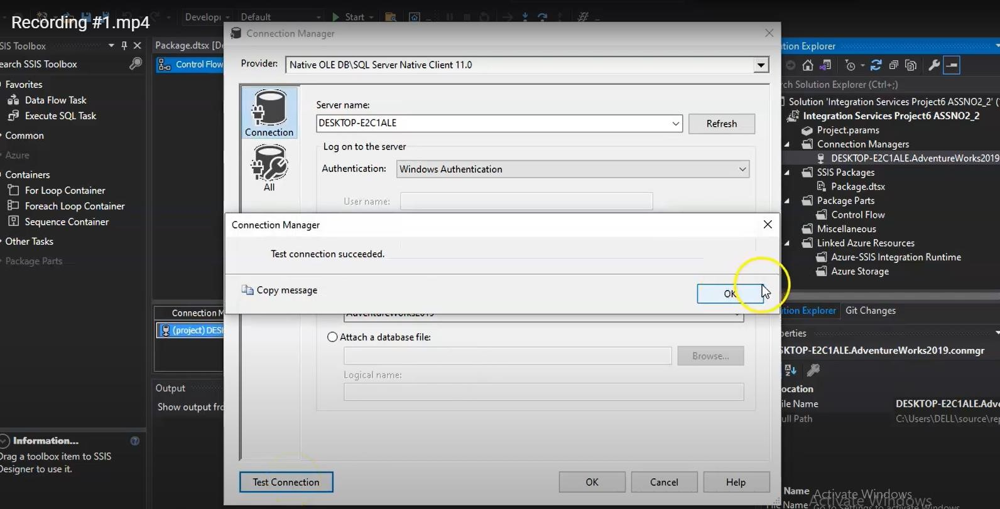 Recording #1.mp4
Develop
Default
Start
SSIS Toolbox
earch SSIS Toolbox
Favorites
Data Flow Task
Execute SQL Task
Common
Azure
Containers
For Loop Container
Foreach Loop Container
Sequence Container
Other Tasks
Package Parts
Information...
Drag a toolbox item to SSIS
Designer to use it.
Package.dtsx [De
Control Flow
Connection M
(project) DESK
Output
Show output fro
Connection Manager
Provider:
Native OLE DB\SQL Server Native Client 11.0
Connection
All
Server name:
DESKTOP-E2C1ALE
Refresh
Log on to the server
Authentication:
Windows Authentication
User name:
Connection Manager
Test connection succeeded.
Copy message
OK
AdventureWorks2019
Attach a database file:
Browse...
Logical name:
Test Connection
OK
Cancel
Help
tion Explorer
rch Solution Explorer (Ctrl+;)
Solution 'Integration Services Project6 ASSNO2_2' (
Integration Services Project6 ASSNO2_2
Project.params
Connection Managers
DESKTOP-E2C1ALE.AdventureWorks2019
SSIS Packages
Package.dtsx
Package Parts
Control Flow
Miscellaneous
Linked Azure Resources
Azure-SSIS Integration Runtime
Azure Storage
tion Explorer
Git Changes
perties
SKTOP-E2C1ALE.AdventureWorks2019.conmgr
ocation
ile Name
DESKTOP-E2C1ALE.Adve
ull Path
C:\Users\DELL\source\rep
Name
Activate Windows
Activate Windows
File Name
Go to Settings to activate Windows